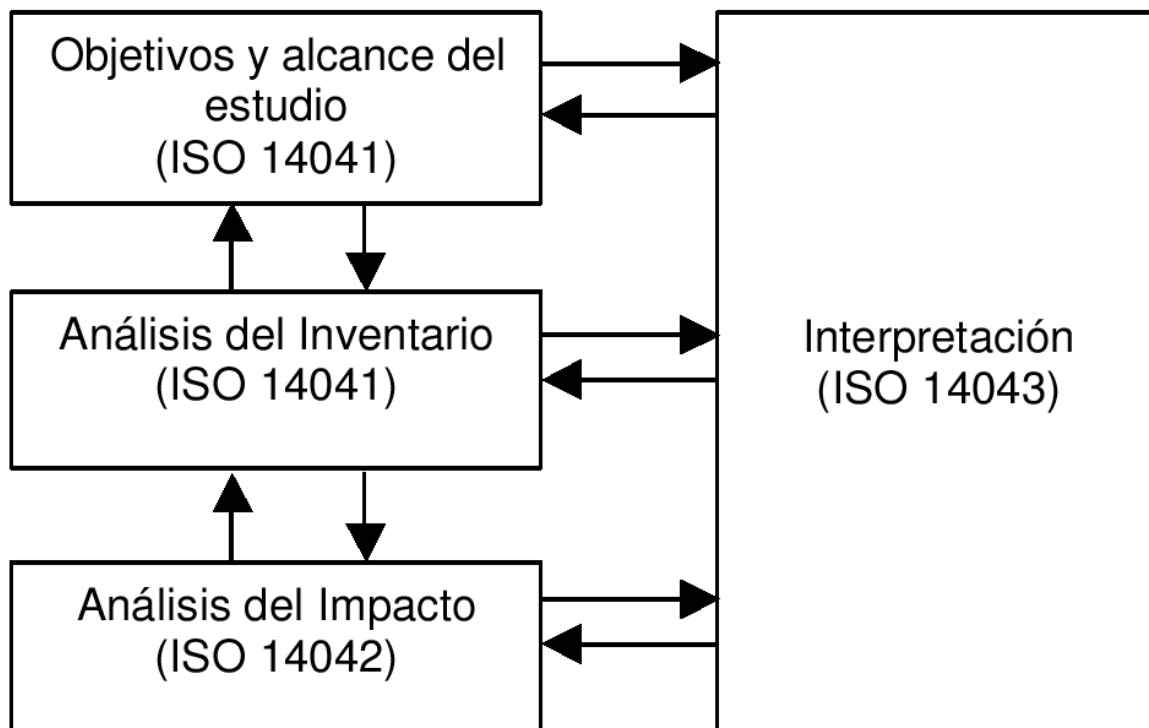 Objetivos y alcance del
estudio
(ISO 14041)
Análisis del Inventario
(ISO 14041)
Análisis del Impacto
(ISO 14042)
Interpretación
(ISO 14043)